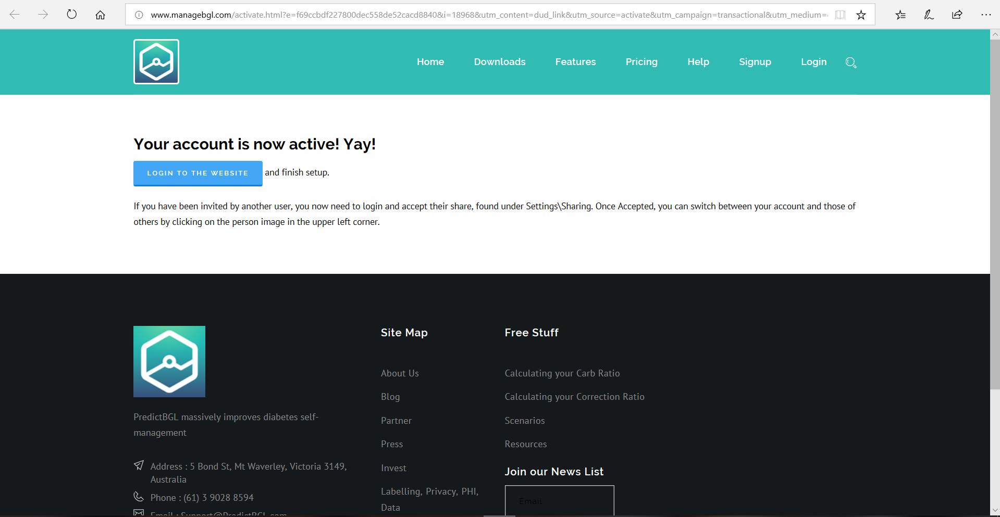 www.managebgl.com/activate.html?e=f69ccbdf227800dec558de52cacd8840&i=18968&utm_content=dud_link&utm_source=activate&utm_campaign=transactional&utm_medium=
Home Downloads Features Pricing Help Signup Login
Your account is now active! Yay!
LOGIN TO THE WEBSITE and finish setup.
If you have been invited by another user, you now need to login and accept their share, found under Settings\Sharing. Once Accepted, you can switch between your account and those of
others by clicking on the person image in the upper left corner.
PredictBGL massively improves diabetes self-
management
Address : 5 Bond St, Mt Waverley, Victoria 3149,
Australia
Phone : (61) 3 9028 8594
Email : Support@PredictBGL.com
Site Map
About Us
Blog
Partner
Press
Invest
Labelling, Privacy, PHI,
Data
Free Stuff
Calculating your Carb Ratio
Calculating your Correction Ratio
Scenarios
Resources
Join our News List
Email